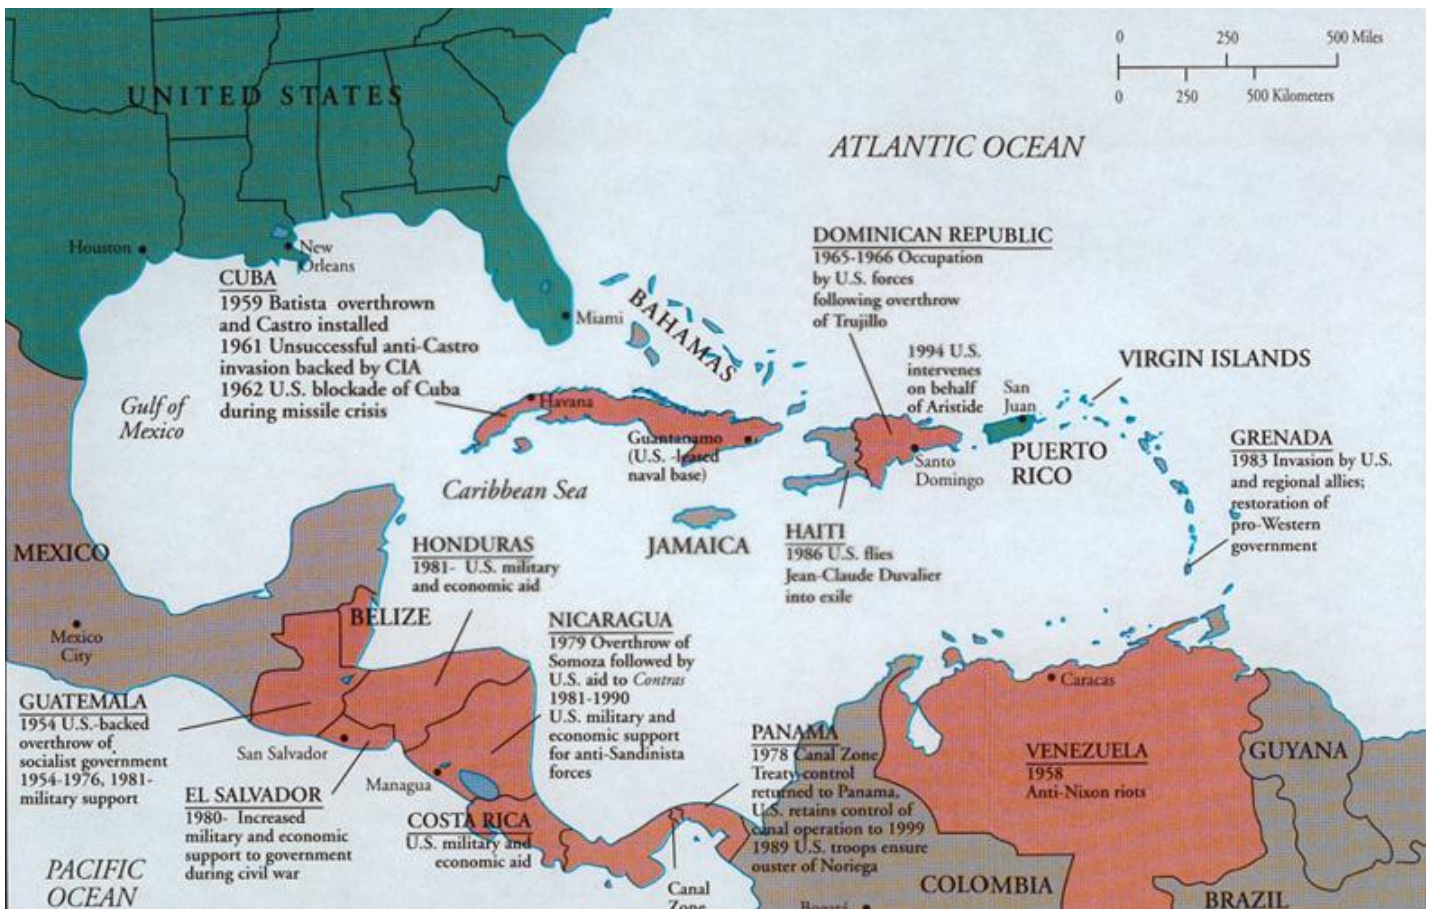 0 250 500 Miles
0 250 500 Kilometers
UNITED STATES
ATLANTIC OCEAN
Houston
New
Orleans
Miami
BAHAMAS
CUBA
1959 Batista overthrown
and Castro installed
1961 Unsuccessful anti-Castro
invasion backed by CIA
1962 U.S. blockade of Cuba
during missile crisis
DOMINICAN REPUBLIC
1965-1966 Occupation
by U.S. forces
following overthrow
of Trujillo
1994 U.S.
intervenes
on behalf
of Aristide
San
Juan
VIRGIN ISLANDS
Gulf of
Mexico
Havana
Guantanamo
(U.S. -leased
naval base)
Santo
Domingo
PUERTO
RICO
GRENADA
1983 Invasion by U.S.
and regional allies;
restoration of
pro-Western
government
Caribbean Sea
JAMAICA
HAITI
1986 U.S. flies
Jean-Claude Duvalier
into exile
MEXICO
Mexico
City
HONDURAS
1981- U.S. military
and economic aid
BELIZE
NICARAGUA
1979 Overthrow of
Somoza followed by
U.S. aid to Contras
1981-1990
U.S. military and
economic support
for anti-Sandinista
forces
GUATEMALA
1954 U.S.-backed
overthrow of
socialist government
1954-1976, 1981-
military support
San Salvador
Managua
EL SALVADOR
1980- Increased
military and economic
support to government
during civil war
COSTA RICA
U.S. military and
economic aid
PANAMA
1978 Canal Zone
Treaty-control
returned to Panama,
U.S. retains control of
canal operation to 1999
1989 U.S. troops ensure
ouster of Noriega
Caracas
VENEZUELA
1958
Anti-Nixon riots
GUYANA
PACIFIC
OCEAN
Canal
Zone
COLOMBIA
Bogotá
BRAZIL